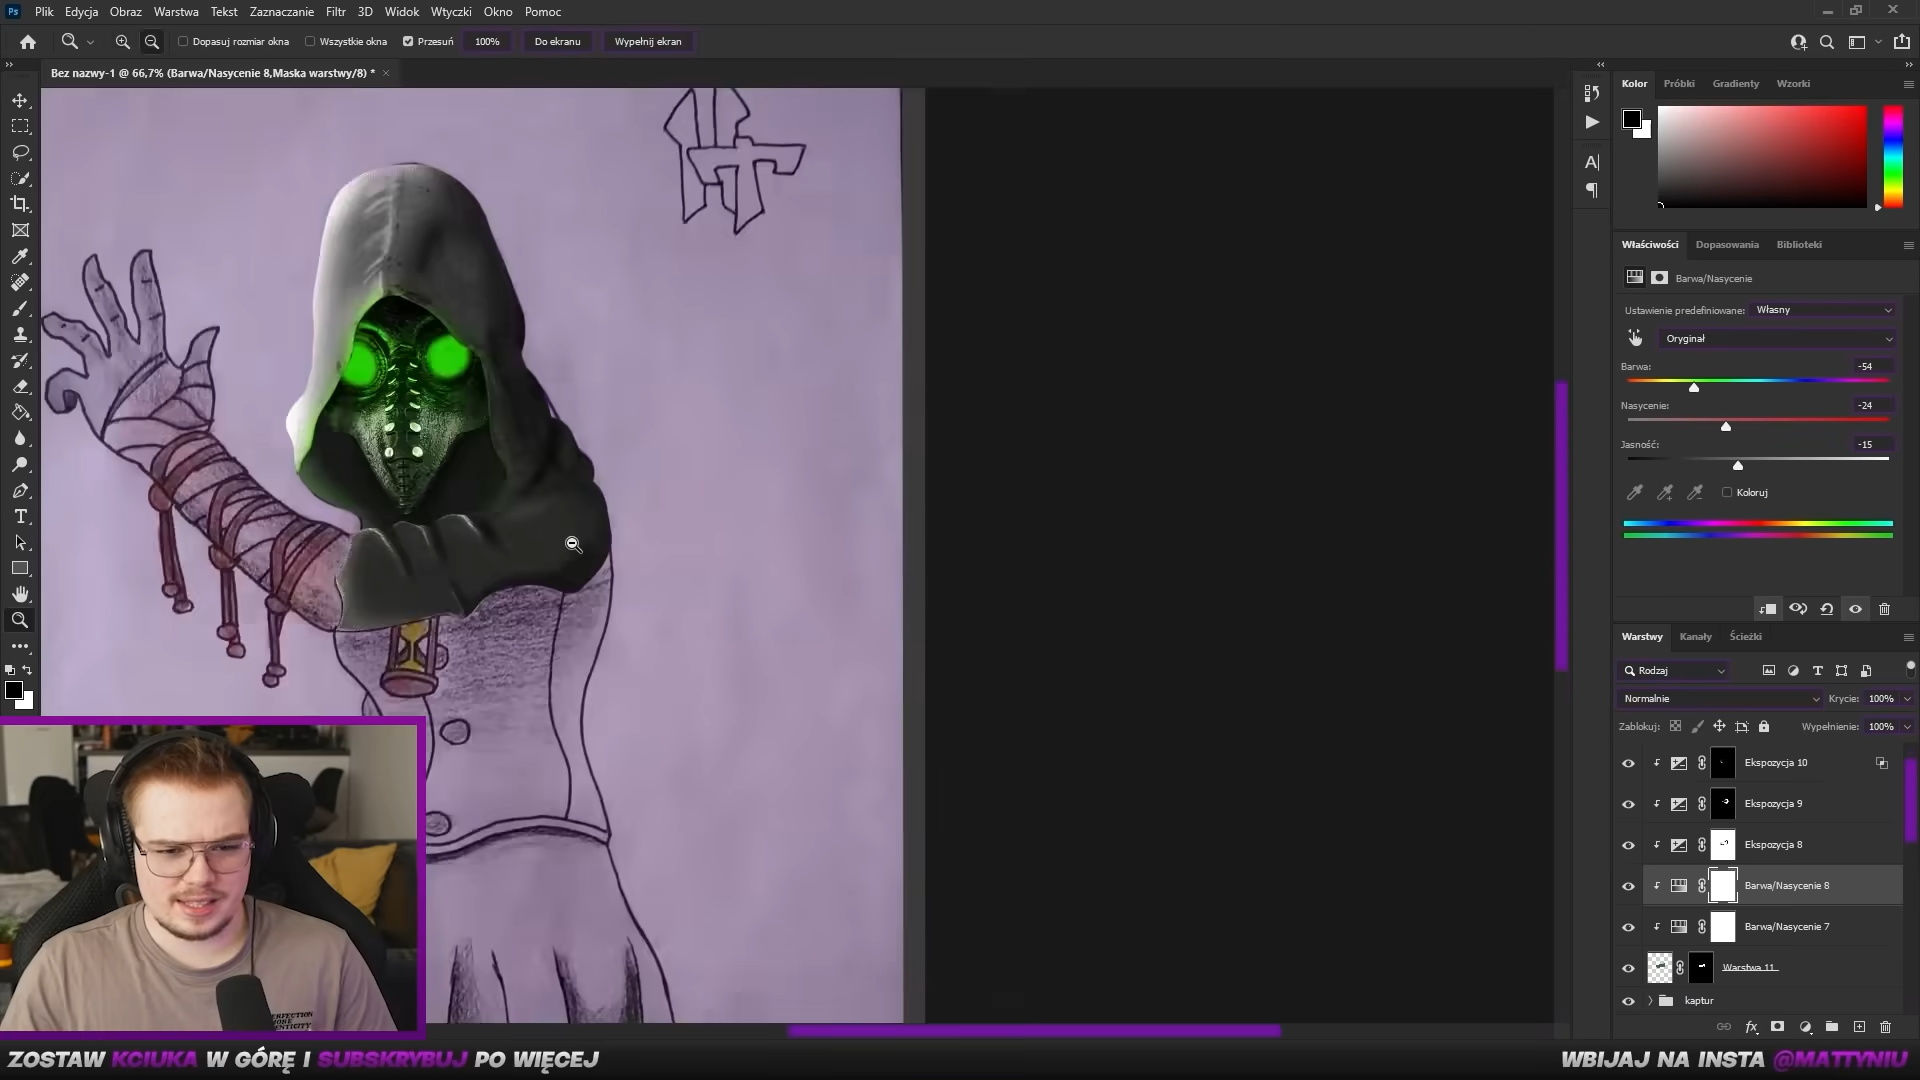 Ps Plik Edycja Obraz Warstwa Tekst Zaznaczanie Filtr 3D Widok Wtyczki Okno Pomoc
Dopasuj rozmiar okna Wszystkie okna Przesuń 100% Do ekranu Wypełnij ekran
Bez nazwy-1 @ 66,7% (Barwa/Nasycenie 8,Maska warstwy/8) *
Kolor Próbki Gradienty Wzorki
Właściwości Dopasowania Biblioteki
Barwa/Nasycenie
Ustawienie predefiniowane: Własny
Oryginał
Barwa: -54
Nasycenie: -24
Jasność: -15
Koloruj
Warstwy Kanały Ścieżki
Rodzaj
Normalnie Krycie: 100%
Zablokuj: Wypełnienie: 100%
Ekspozycja 10
Ekspozycja 9
Ekspozycja 8
Barwa/Nasycenie 8
Barwa/Nasycenie 7
Warstwa 11
kaptur
fx
ZOSTAW KCIUKA W GÓRĘ I SUBSKRYBUJ PO WIĘCEJ
WBIJAJ NA INSTA @MATTYNIU